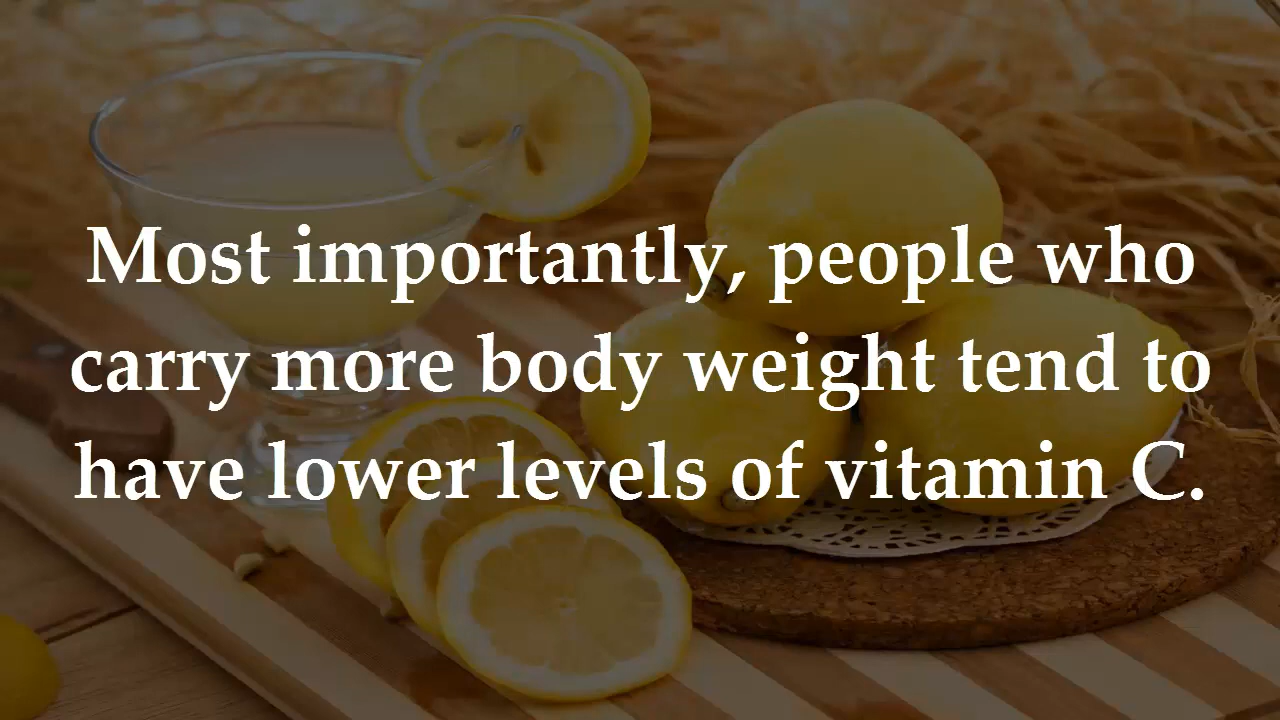 Most importantly, people who
carry more body weight tend to
have lower levels of vitamin C.